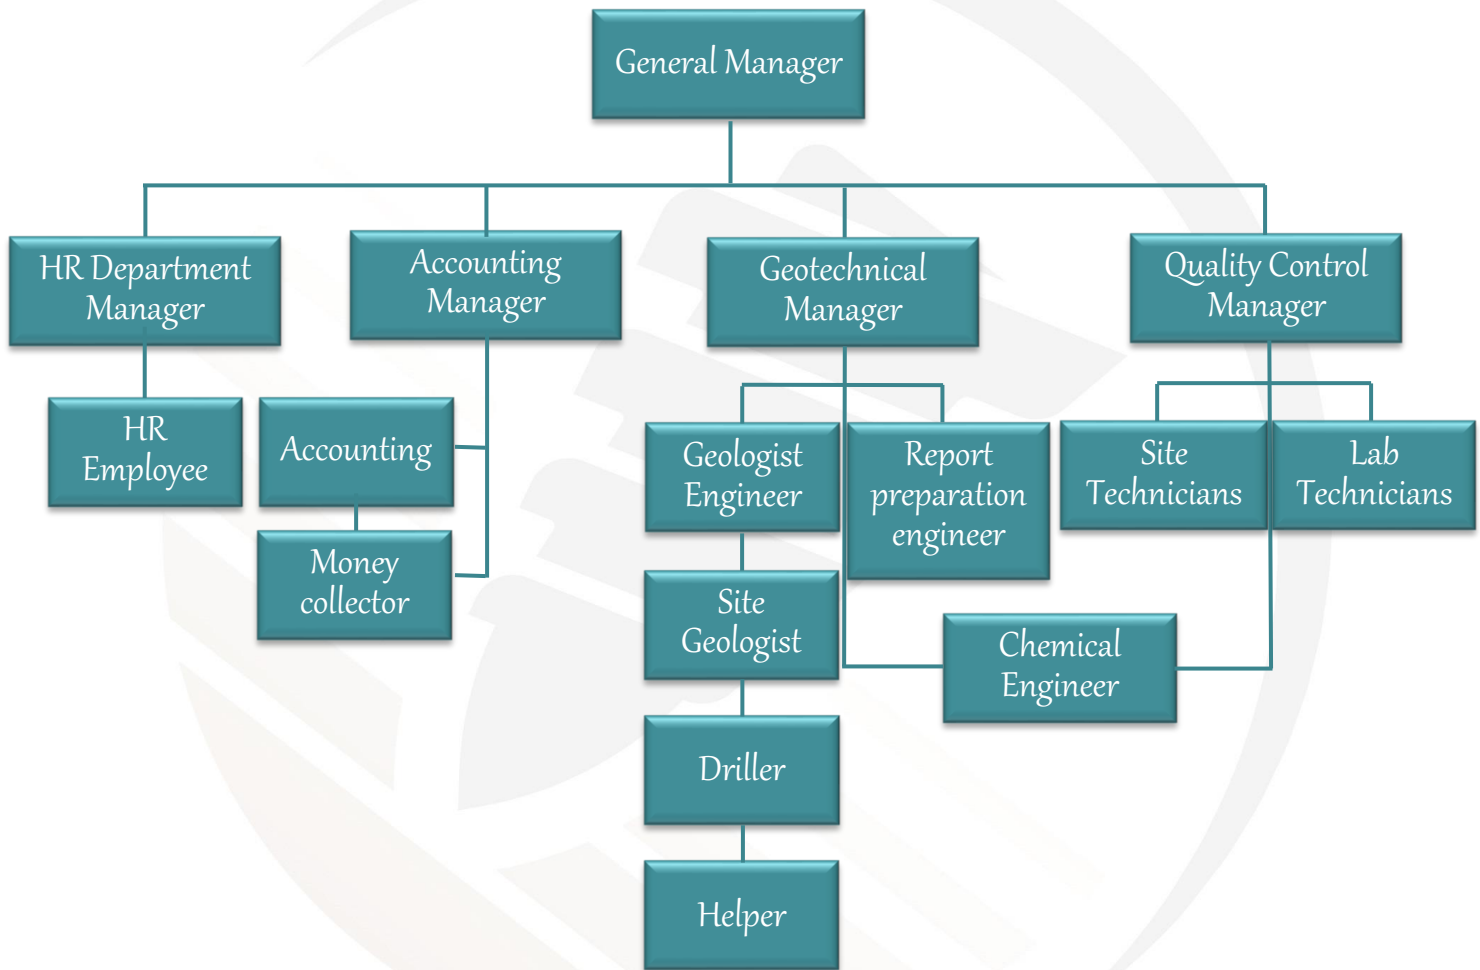 General Manager
HR Department
Manager
Accounting
Manager
Geotechnical
Manager
Quality Control
Manager
HR
Employee
Accounting
Money
collector
Geologist
Engineer
Report
preparation
engineer
Site
Technicians
Lab
Technicians
Site
Geologist
Chemical
Engineer
Driller
Helper